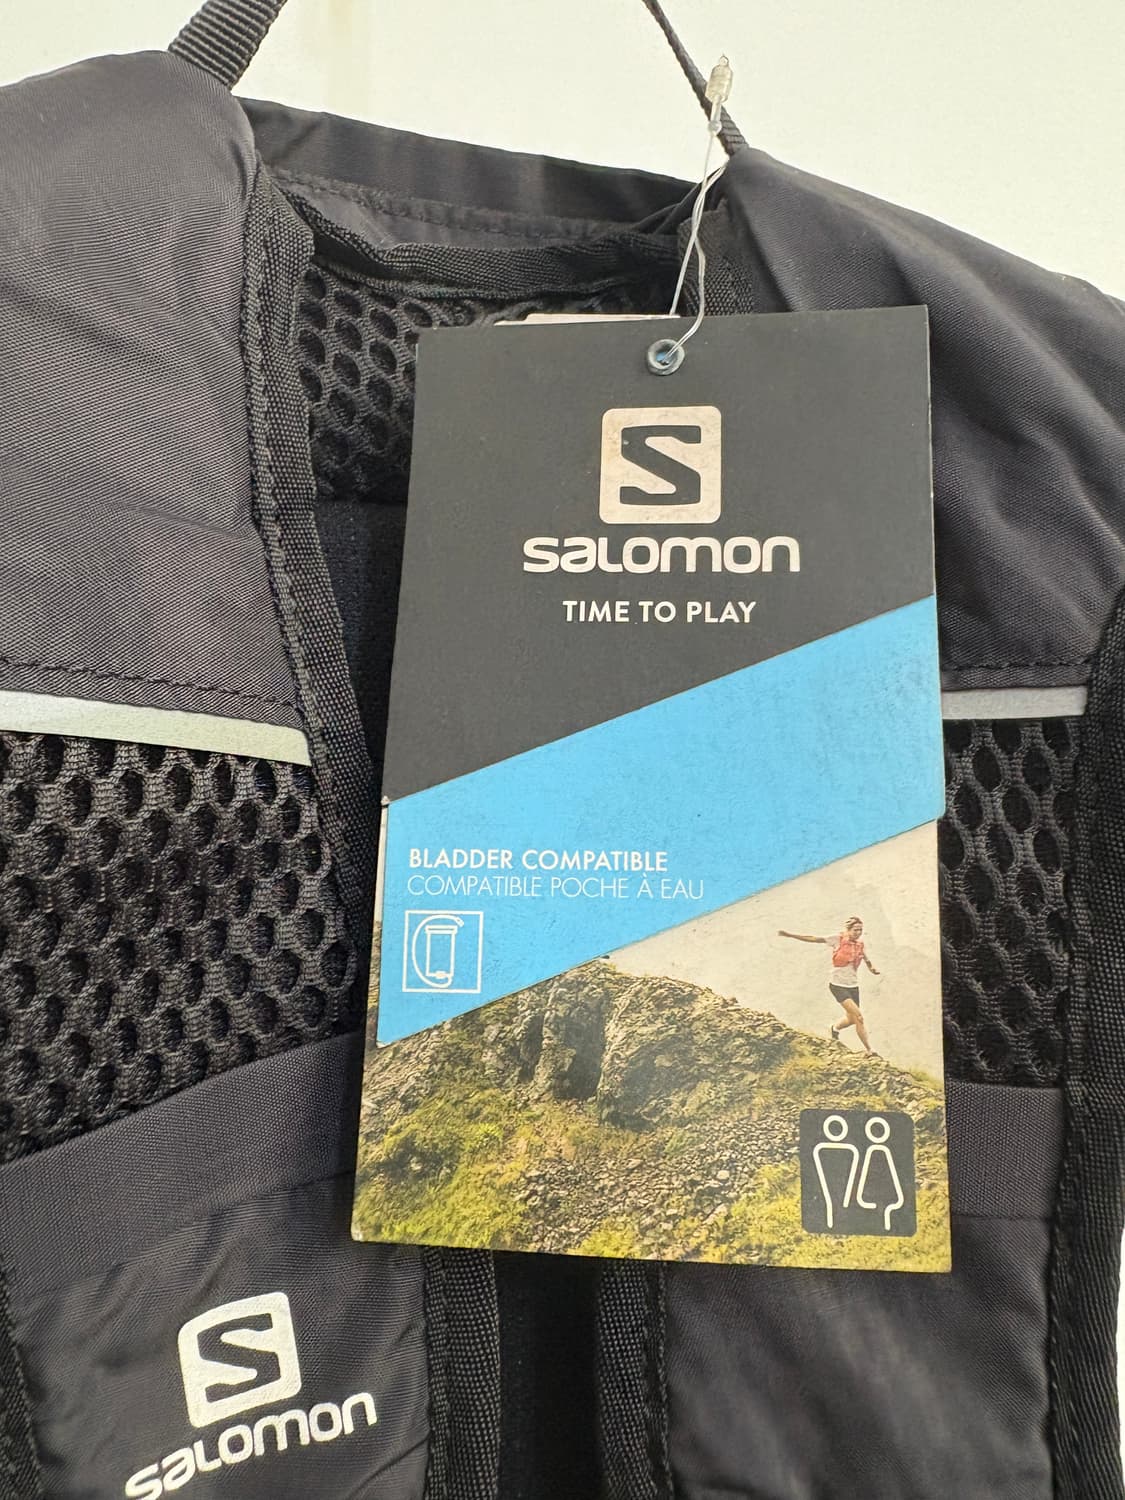 S
salomon
TIME TO PLAY
BLADDER COMPATIBLE
COMPATIBLE POCHE À EAU
S
salomon